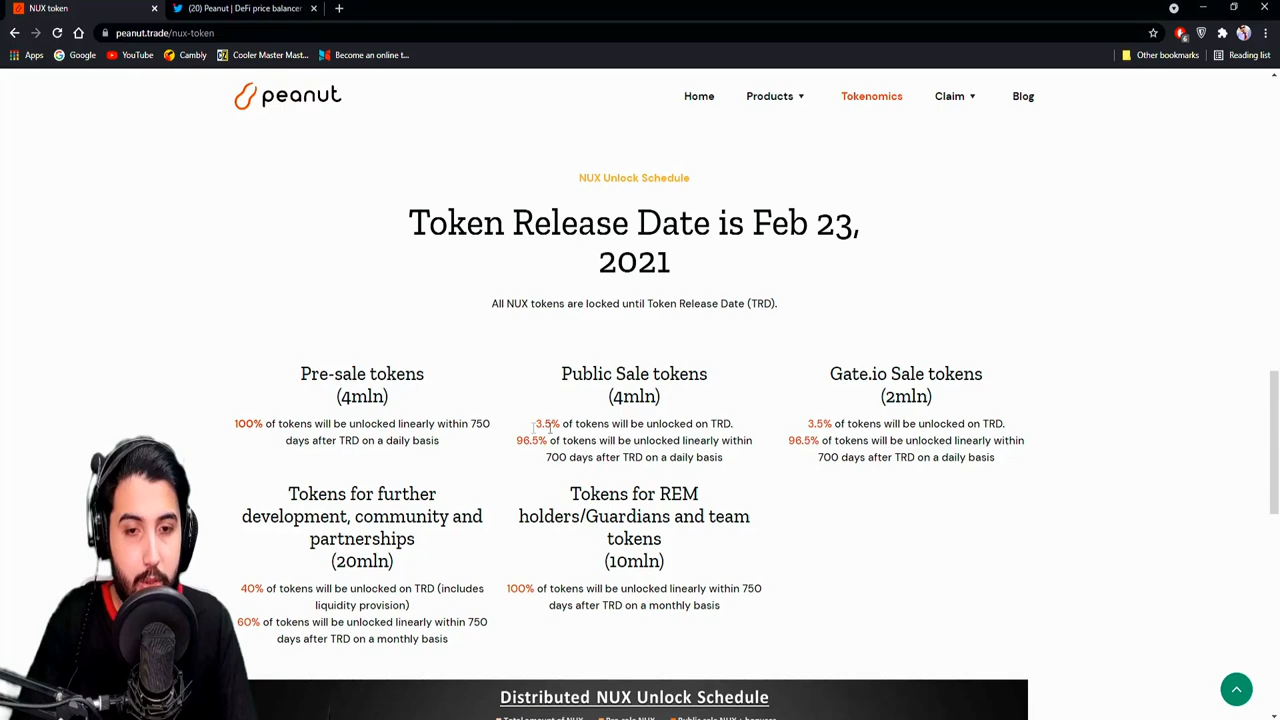 NUX token
(20) Peanut | DeFi price balancer
peanut.trade/nux-token
Apps
Google
YouTube
Cambly
Cooler Master Mast...
Become an online t...
Other bookmarks
Reading list
peanut
Home
Products
Tokenomics
Claim
Blog
NUX Unlock Schedule
Token Release Date is Feb 23,
2021
All NUX tokens are locked until Token Release Date (TRD).
Pre-sale tokens
(4mln)
100% of tokens will be unlocked linearly within 750
days after TRD on a daily basis
Public Sale tokens
(4mln)
3.5% of tokens will be unlocked on TRD.
96.5% of tokens will be unlocked linearly within
700 days after TRD on a daily basis
Gate.io Sale tokens
(2mln)
3.5% of tokens will be unlocked on TRD.
96.5% of tokens will be unlocked linearly within
700 days after TRD on a daily basis
Tokens for further
development, community and
partnerships
(20mln)
40% of tokens will be unlocked on TRD (includes
liquidity provision)
60% of tokens will be unlocked linearly within 750
days after TRD on a monthly basis
Tokens for REM
holders/Guardians and team
tokens
(10mln)
100% of tokens will be unlocked linearly within 750
days after TRD on a monthly basis
Distributed NUX Unlock Schedule